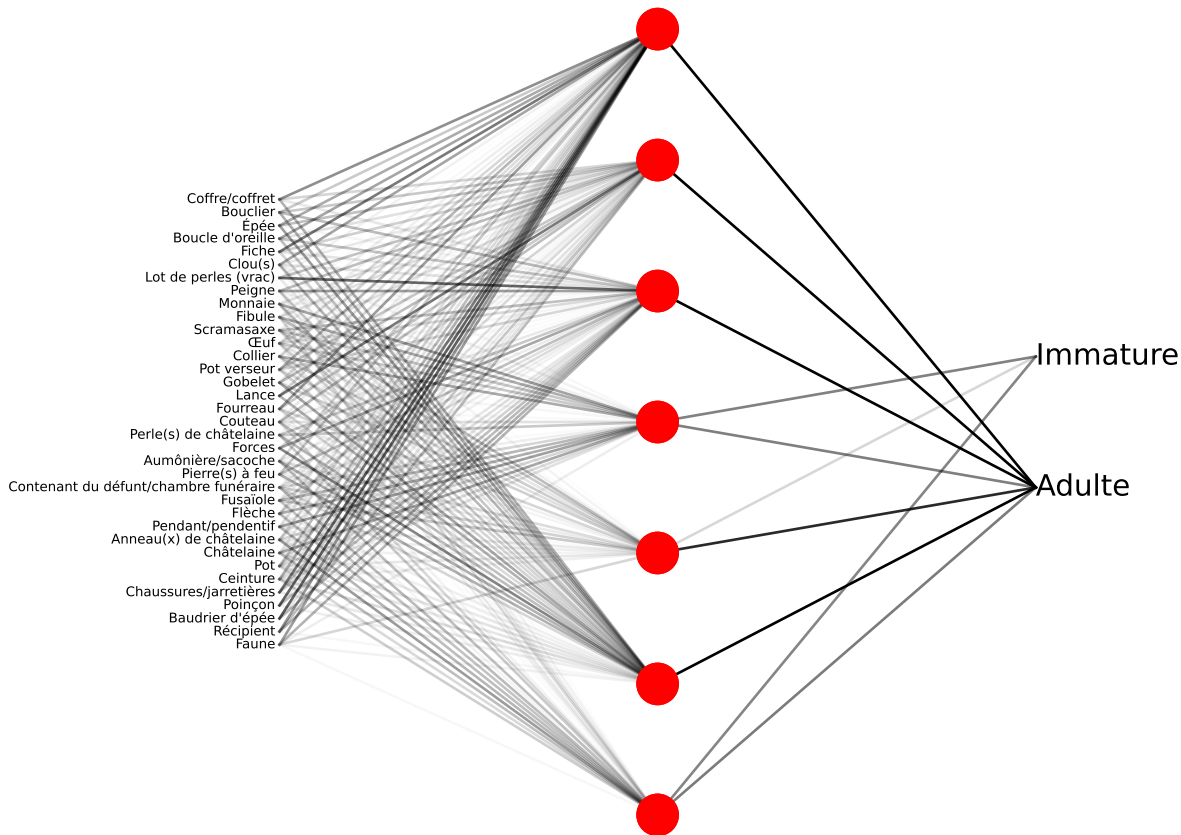 Coffre/coffret
Bouclier
Épée
Boucle d'oreille
Fiche
Clou(s)
Lot de perles (vrac)
Peigne
Monnaie
Fibule
Scramasaxe
Œuf
Collier
Pot verseur
Gobelet
Lance
Fourreau
Couteau
Perle(s) de châtelaine
Forces
Aumônière/sacoche
Pierre(s) à feu
Contenant du défunt/chambre funéraire
Fusaïole
Flèche
Pendant/pendentif
Anneau(x) de châtelaine
Châtelaine
Pot
Ceinture
Chaussures/jarretières
Poinçon
Baudrier d'épée
Récipient
Faune
Immature
Adulte